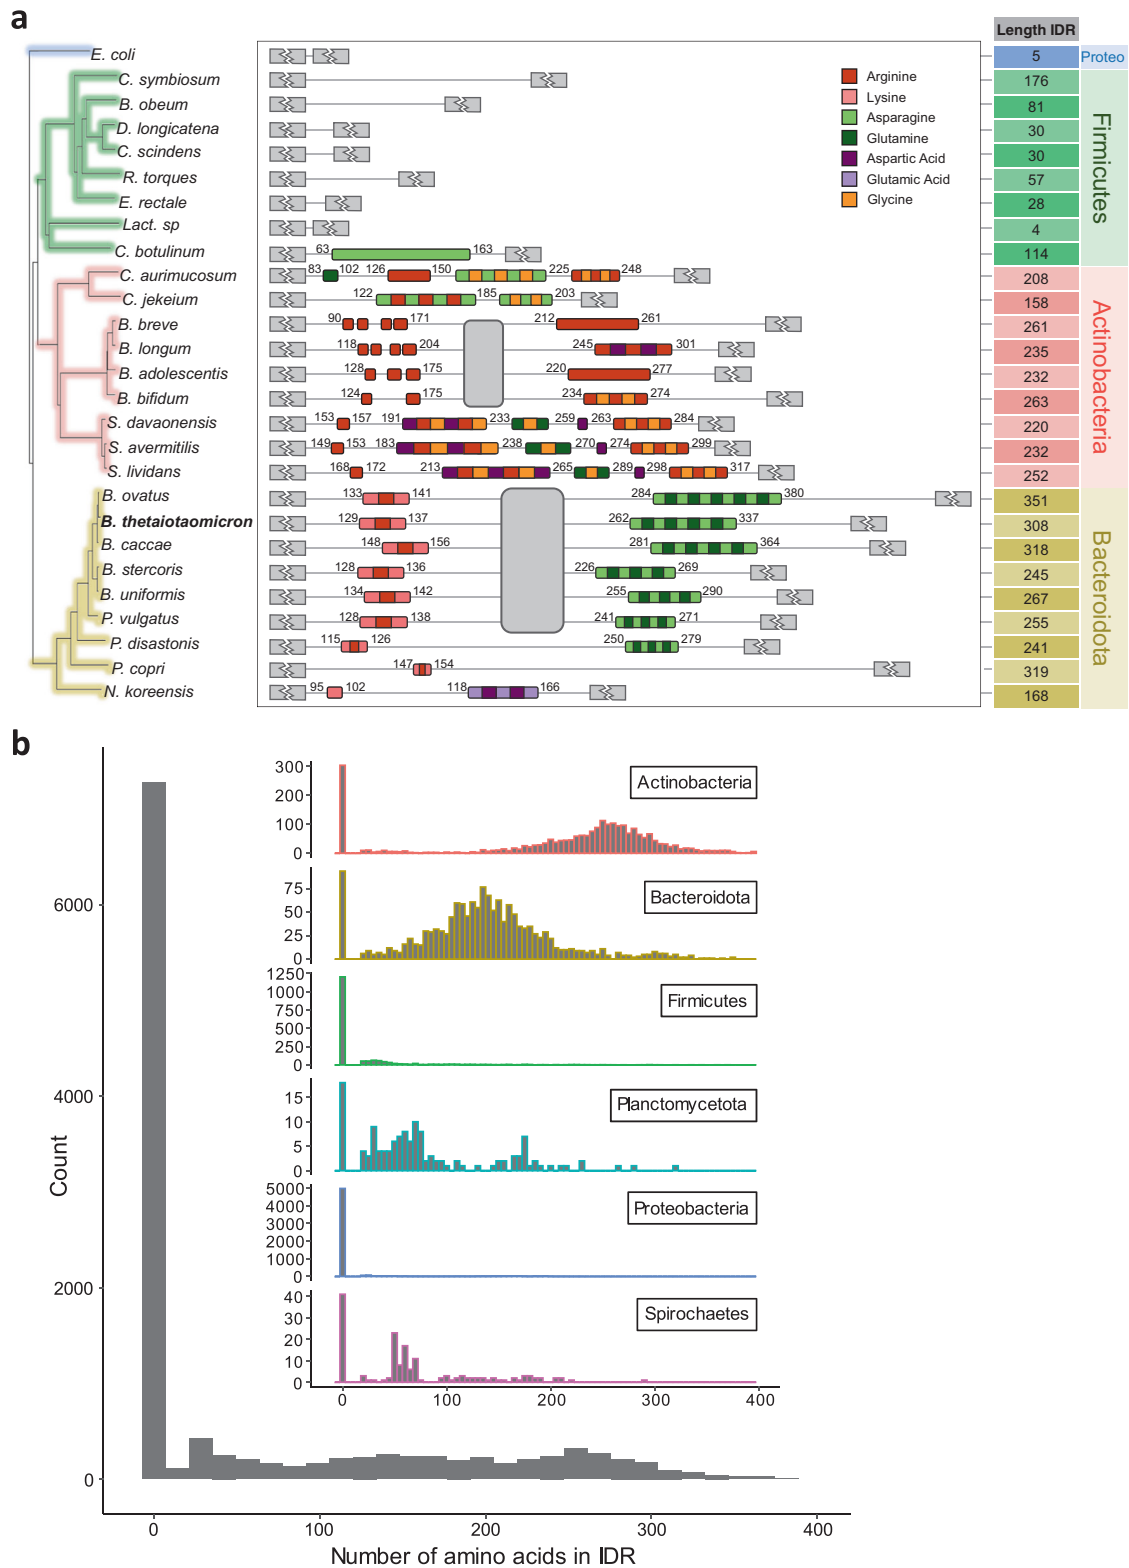 a
Length IDR
E. coli 5 Proteo
C. symbiosum 176
B. obeum 81
D. longicatena 30
C. scindens 30
R. torques 57
E. rectale 28
Lact. sp 4
C. botulinum 63 163 114
Firmicutes
Arginine
Lysine
Asparagine
Glutamine
Aspartic Acid
Glutamic Acid
Glycine
C. aurimucosum 83 102 126 150 225 248 208
C. jekeium 122 185 203 158
B. breve 90 171 212 261 261
B. longum 118 204 245 301 235
B. adolescentis 128 175 220 277 232
B. bifidum 124 175 234 274 263
S. davaonensis 153 157 191 233 259 263 284 220
S. avermitilis 149 153 183 238 270 274 299 232
S. lividans 168 172 213 265 289 298 317 252
Actinobacteria
B. ovatus 133 141 284 380 351
B. thetaiotaomicron 129 137 262 337 308
B. caccae 148 156 281 364 318
B. stercoris 128 136 226 269 245
B. uniformis 134 142 255 290 267
P. vulgatus 128 138 241 271 255
P. disastonis 115 126 250 279 241
P. copri 147 154 319
N. koreensis 95 102 118 166 168
Bacteroidota
b
Count
6000
4000
2000
0
300
200
100
0
Actinobacteria
75
50
25
0
Bacteroidota
1250
1000
750
500
250
0
Firmicutes
15
10
5
0
Planctomycetota
5000
4000
3000
2000
1000
0
Proteobacteria
40
30
20
10
0
Spirochaetes
0 100 200 300 400
0 100 200 300 400
Number of amino acids in IDR